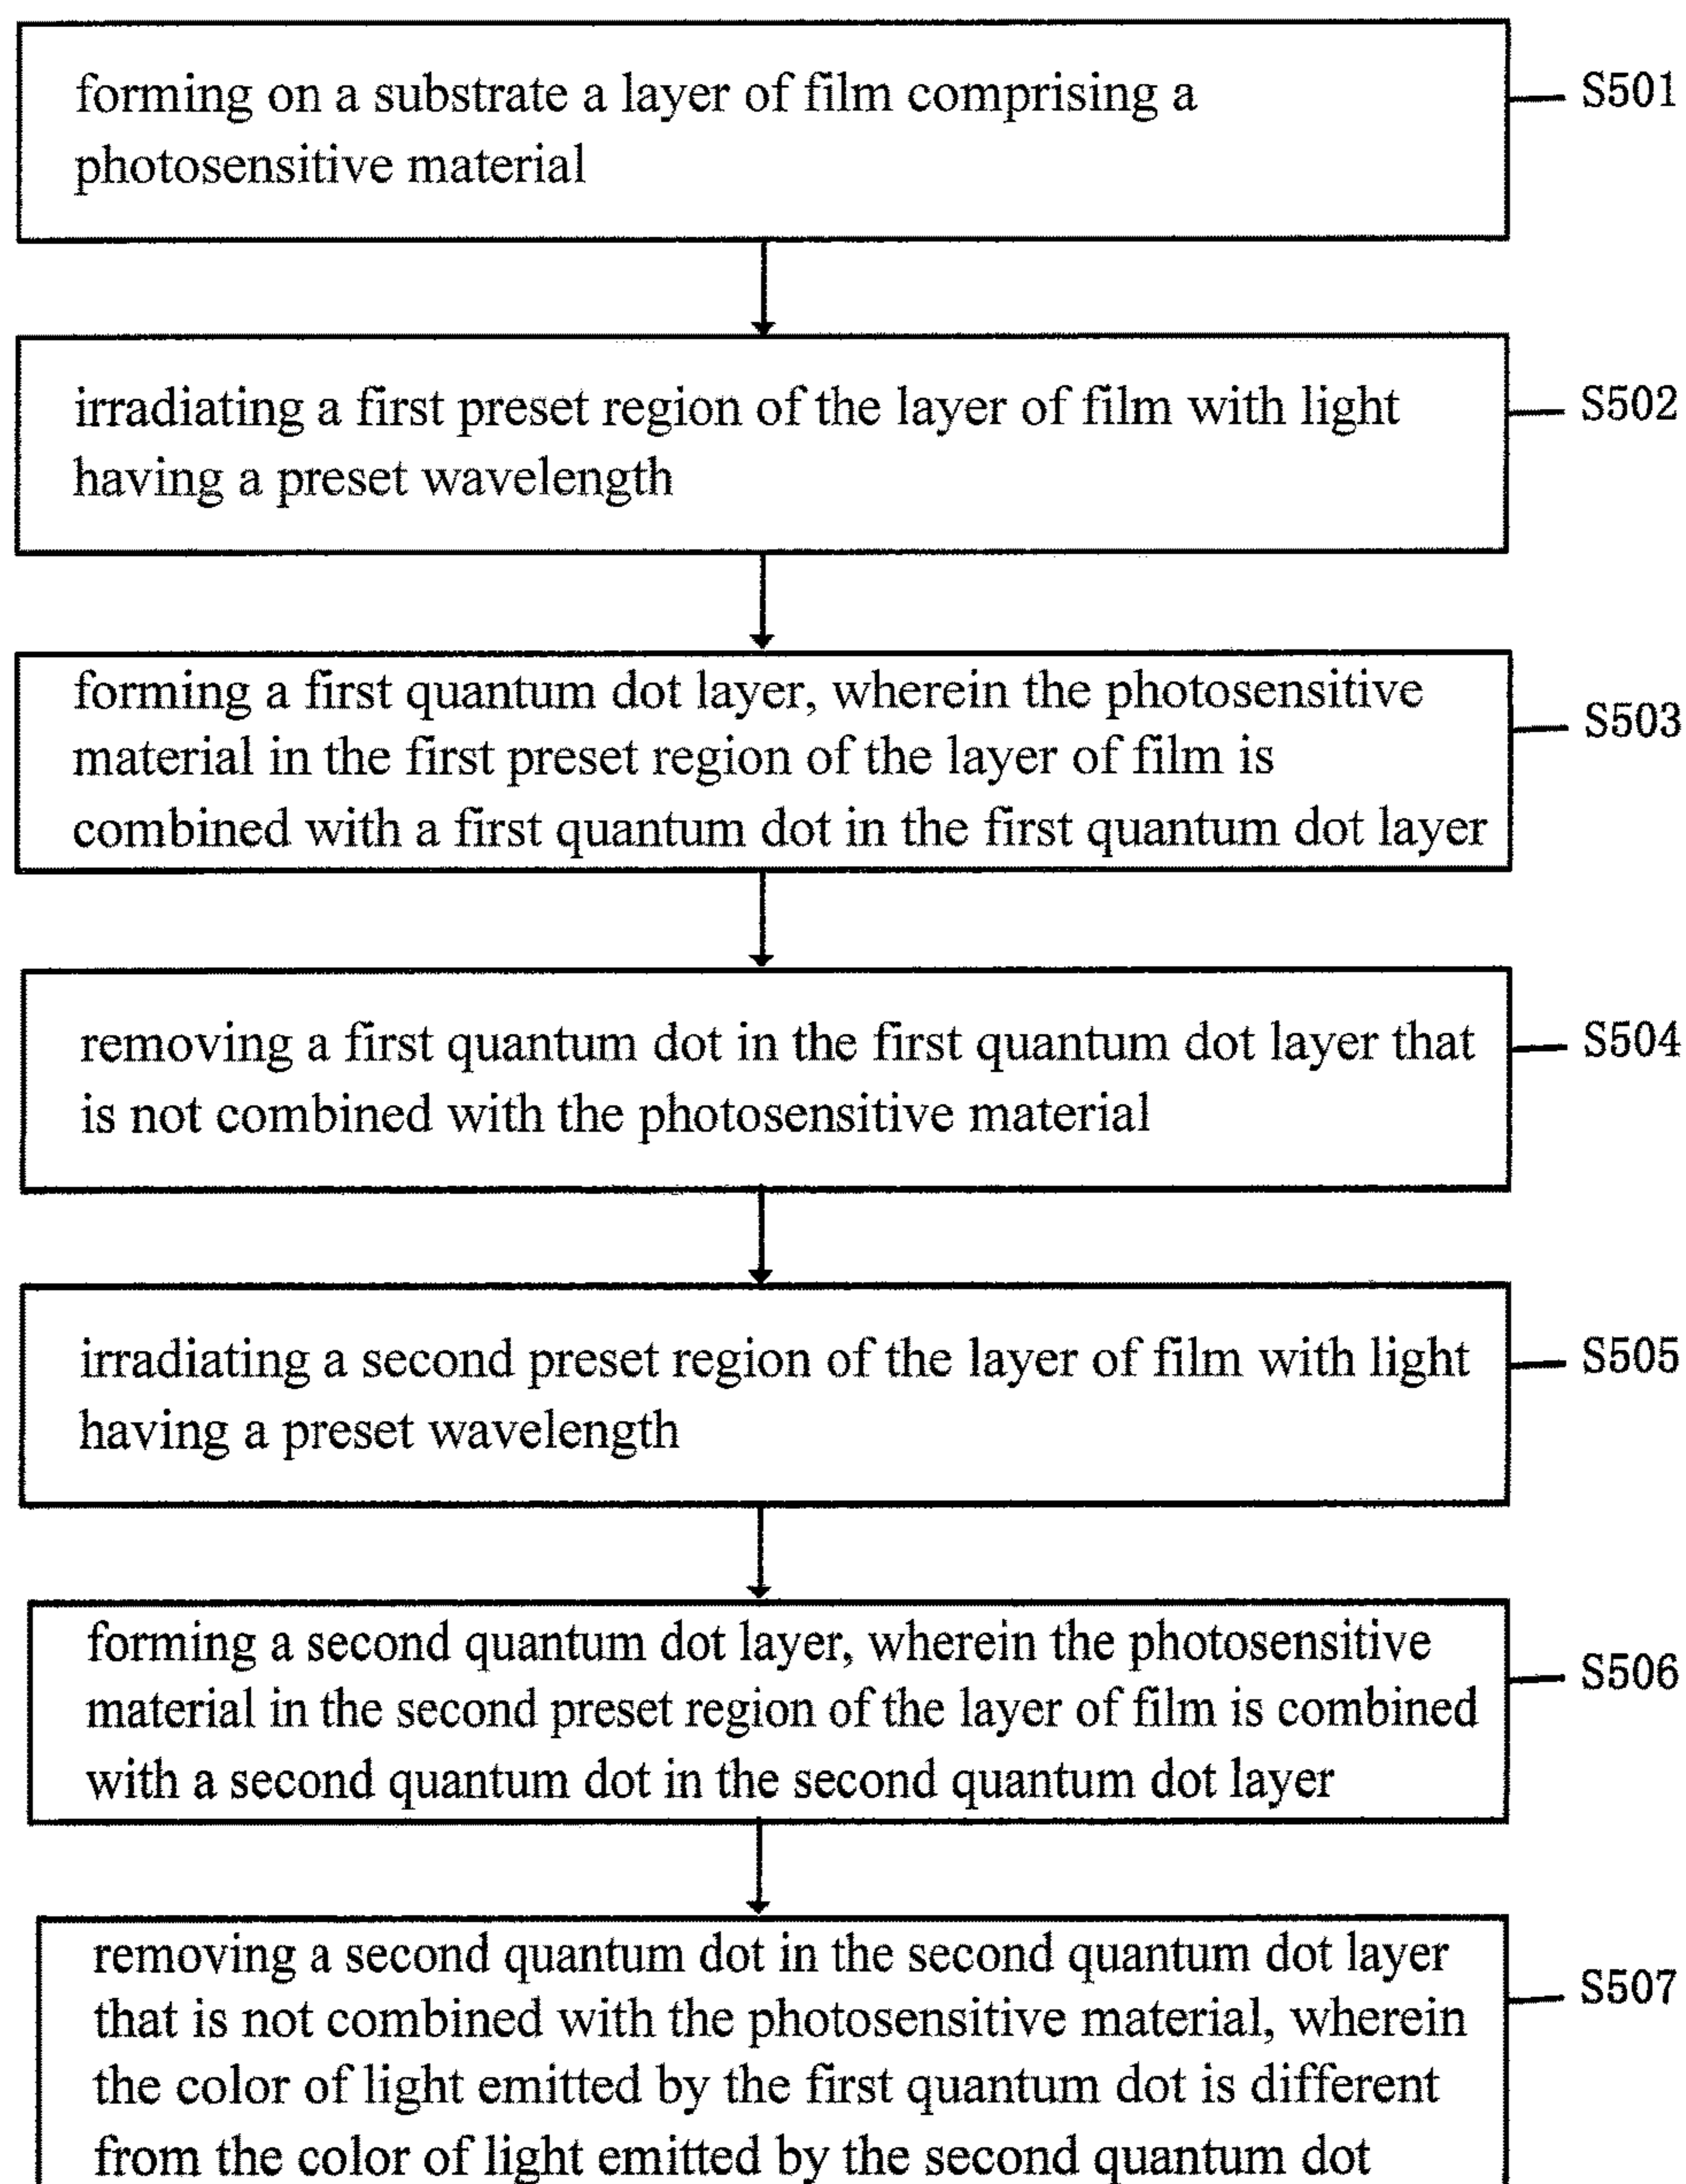 forming on a substrate a layer of film comprising a
photosensitive material
S501
irradiating a first preset region of the layer of film with light
having a preset wavelength
S502
forming a first quantum dot layer, wherein the photosensitive
material in the first preset region of the layer of film is
combined with a first quantum dot in the first quantum dot layer
S503
removing a first quantum dot in the first quantum dot layer that
is not combined with the photosensitive material
S504
irradiating a second preset region of the layer of film with light
having a preset wavelength
S505
forming a second quantum dot layer, wherein the photosensitive
material in the second preset region of the layer of film is combined
with a second quantum dot in the second quantum dot layer
S506
removing a second quantum dot in the second quantum dot layer
that is not combined with the photosensitive material, wherein
the color of light emitted by the first quantum dot is different
from the color of light emitted by the second quantum dot
S507